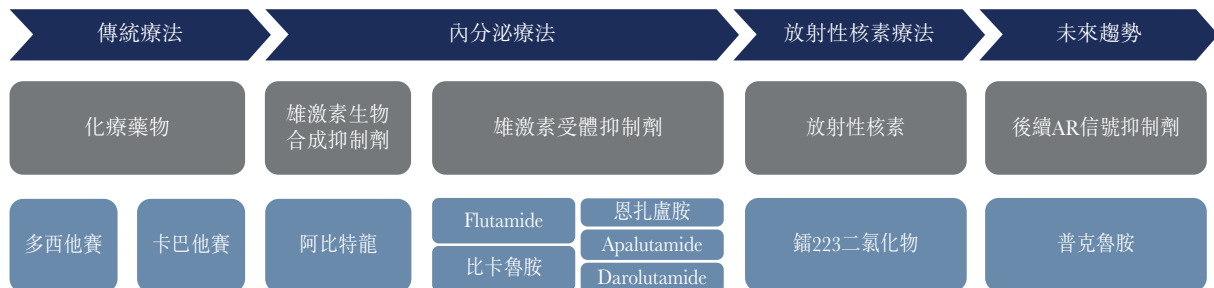 傳統療法
內分泌療法
放射性核素療法
未來趨勢
化療藥物
雄激素生物
合成抑制劑
雄激素受體抑制劑
放射性核素
後續AR信號抑制劑
多西他賽
卡巴他賽
阿比特龍
Flutamide
比卡魯胺
恩扎盧胺
Apalutamide
Darolutamide
鐳223二氯化物
普克魯胺